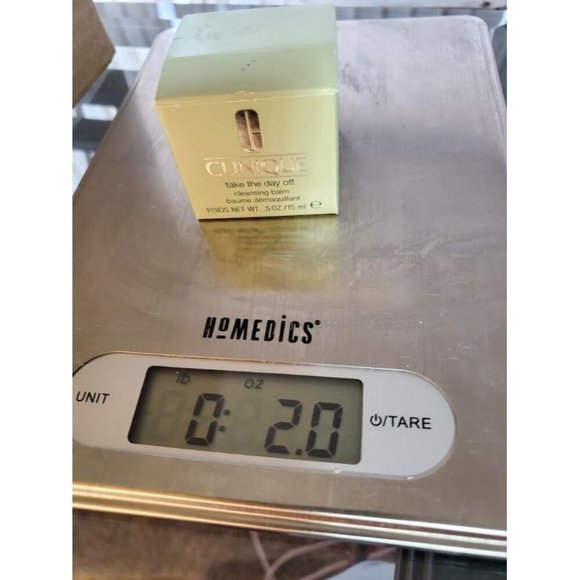 CLINIQUE
take the day off
cleansing balm
baume démaquillant
POIDS NET WT. .5 OZ./15 ml ℮
HoMEDiCS®
lb oz
UNIT 0: 2.0 ⏻/TARE